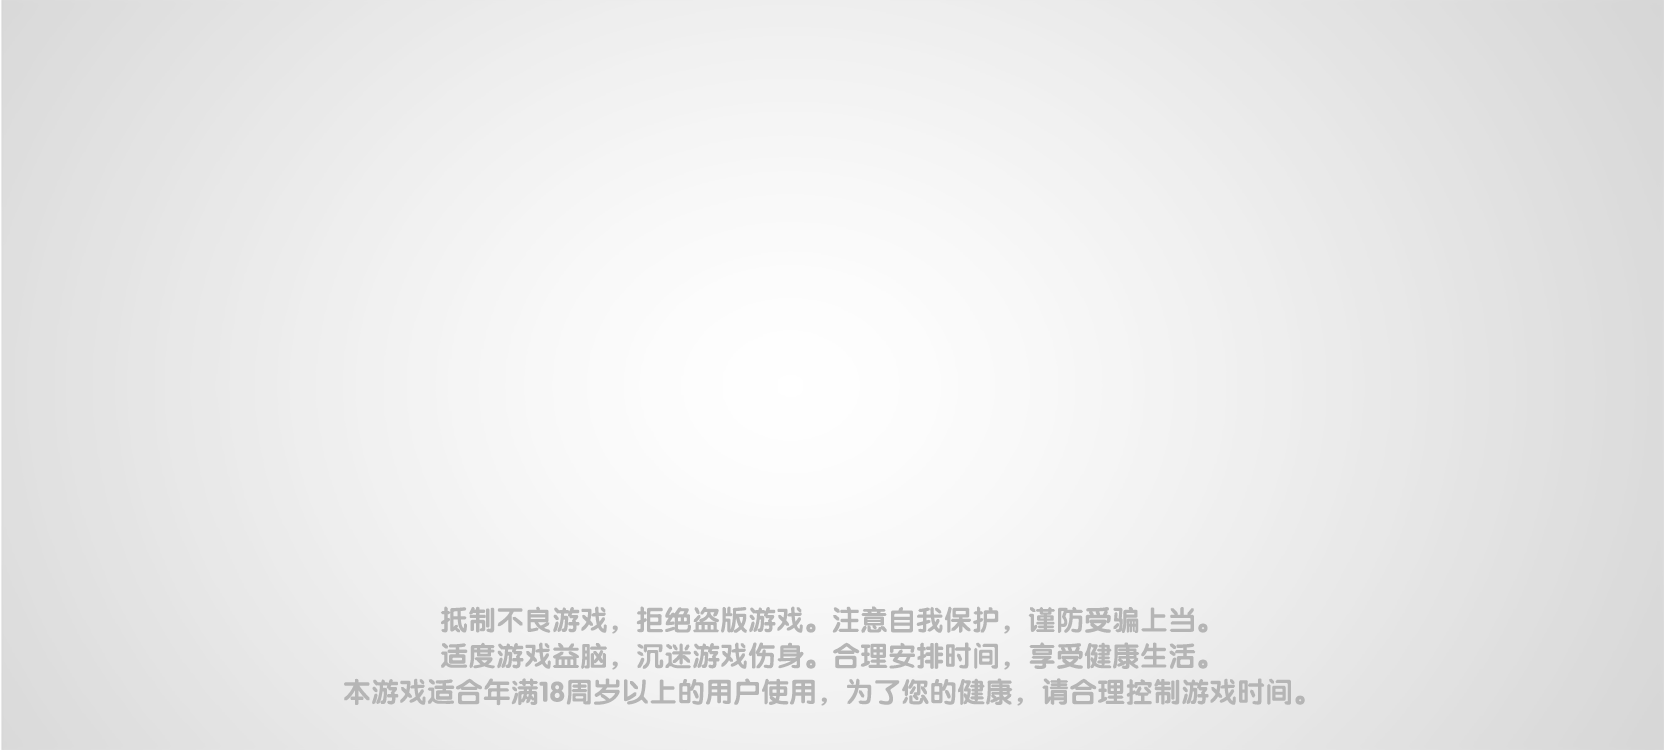 抵制不良游戏，拒绝盗版游戏。注意自我保护，谨防受骗上当。
适度游戏益脑，沉迷游戏伤身。合理安排时间，享受健康生活。
本游戏适合年满18周岁以上的用户使用，为了您的健康，请合理控制游戏时间。